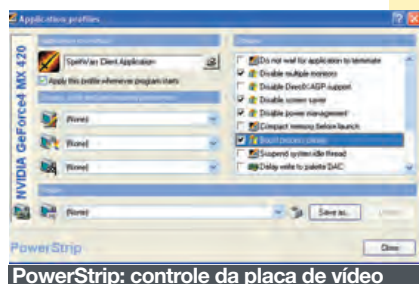 Application profiles
NVIDIA GeForce4 MX 420
Application
SpellForce Client Application
Apply this profile whenever program starts
(None)
(None)
(None)
(None)
Options
Do not wait for application to terminate
Disable multiple monitors
Disable DirectX AGP support
Disable screen saver
Disable power management
Compact memory before launch
Boost process priority
Suspend system idle thread
Delay write to palette DAC
Save as...
PowerStrip
Close
PowerStrip: controle da placa de vídeo